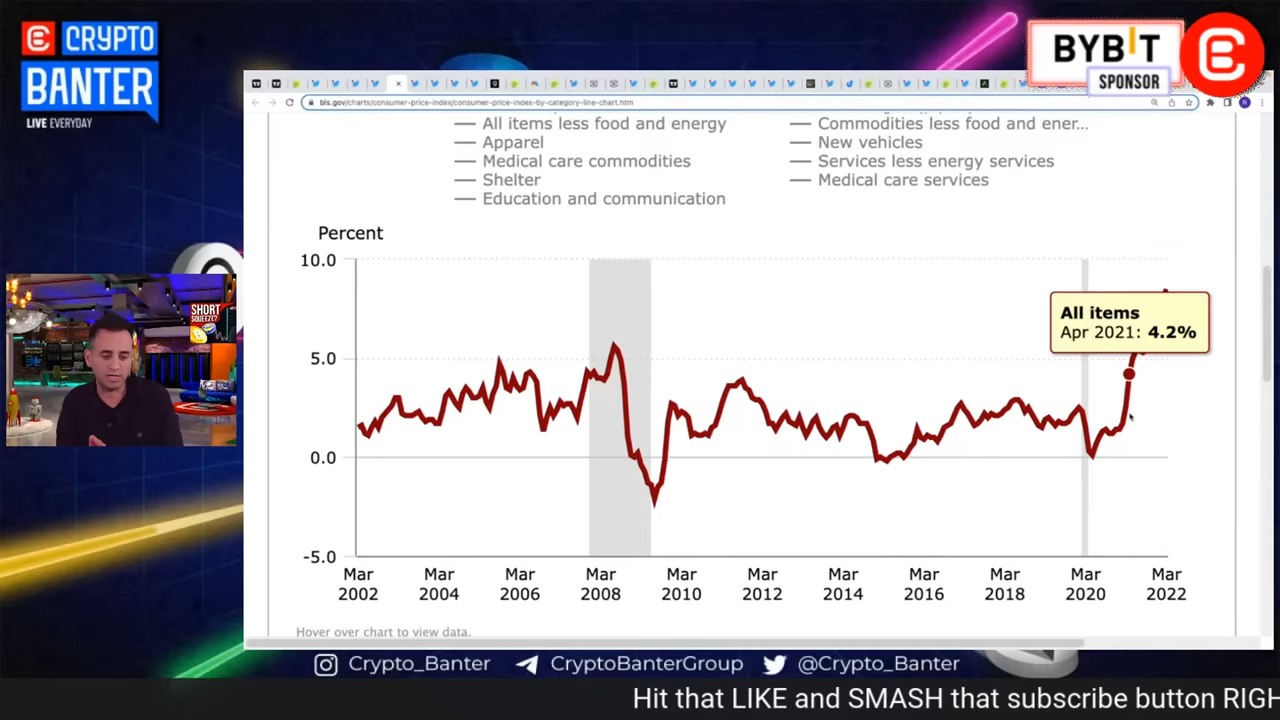 CRYPTO
BANTER
LIVE EVERYDAY
BYBIT
SPONSOR
bls.gov/charts/consumer-price-index/consumer-price-index-by-category-line-chart.htm
All items less food and energy
Commodities less food and ener...
Apparel
New vehicles
Medical care commodities
Services less energy services
Shelter
Medical care services
Education and communication
Percent
10.0
5.0
0.0
-5.0
All items
Apr 2021: 4.2%
Mar 2002
Mar 2004
Mar 2006
Mar 2008
Mar 2010
Mar 2012
Mar 2014
Mar 2016
Mar 2018
Mar 2020
Mar 2022
Hover over chart to view data.
SHORT
SQUEEZE?
Crypto_Banter
CryptoBanterGroup
@Crypto_Banter
Hit that LIKE and SMASH that subscribe button RIGH